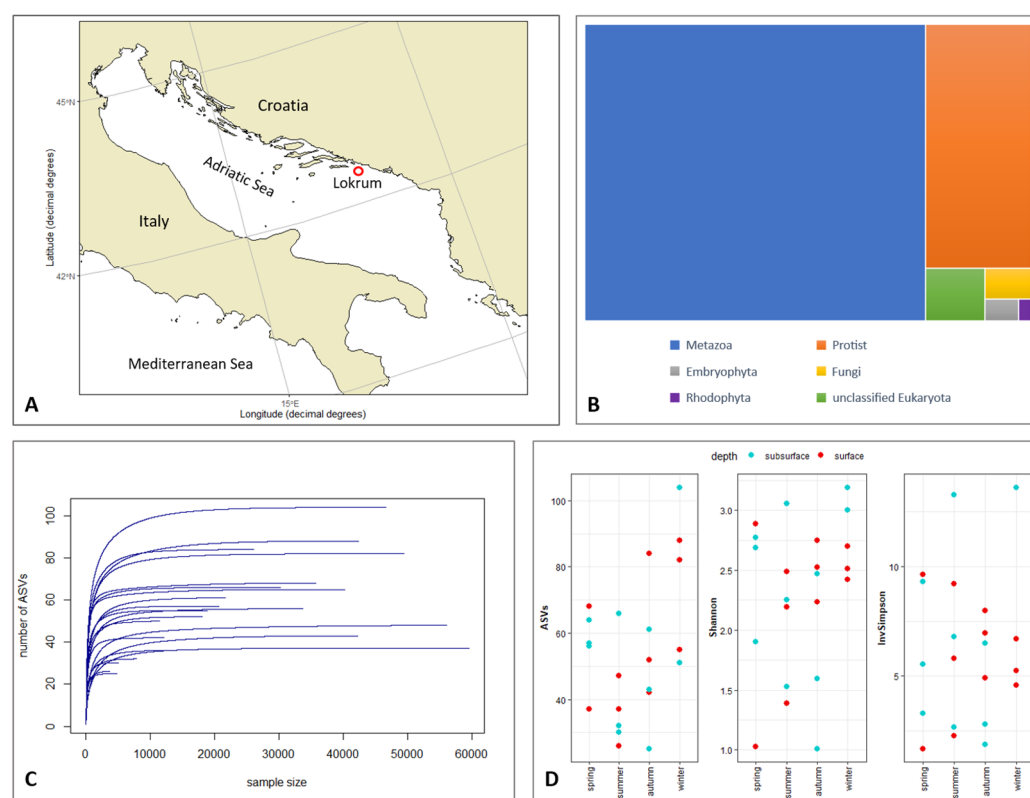 45°N
42°N
15°E
Latitude (decimal degrees)
Longitude (decimal degrees)
Croatia
Adriatic Sea
Lokrum
Italy
Mediterranean Sea
A
Metazoa
Protist
Embryophyta
Fungi
Rhodophyta
unclassified Eukaryota
B
number of ASVs
100
80
60
40
20
0
0 10000 20000 30000 40000 50000 60000
sample size
C
depth subsurface surface
ASVs
100
80
60
40
spring summer autumn winter
Shannon
3.0
2.5
2.0
1.5
1.0
spring summer autumn winter
InvSimpson
10
5
spring summer autumn winter
D